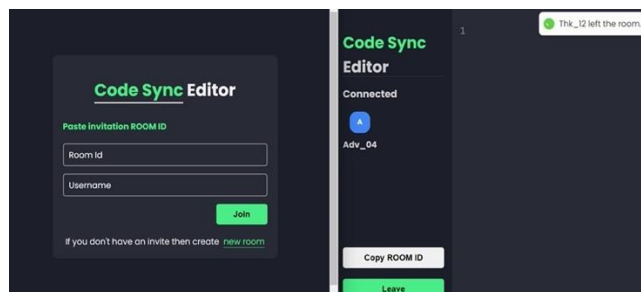 Code Sync Editor
Paste invitation ROOM ID
Room Id
Username
Join
If you don't have an invite then create new room
Code Sync
Editor
Connected
A
Adv_04
Copy ROOM ID
Leave
1
Thk_12 left the room.